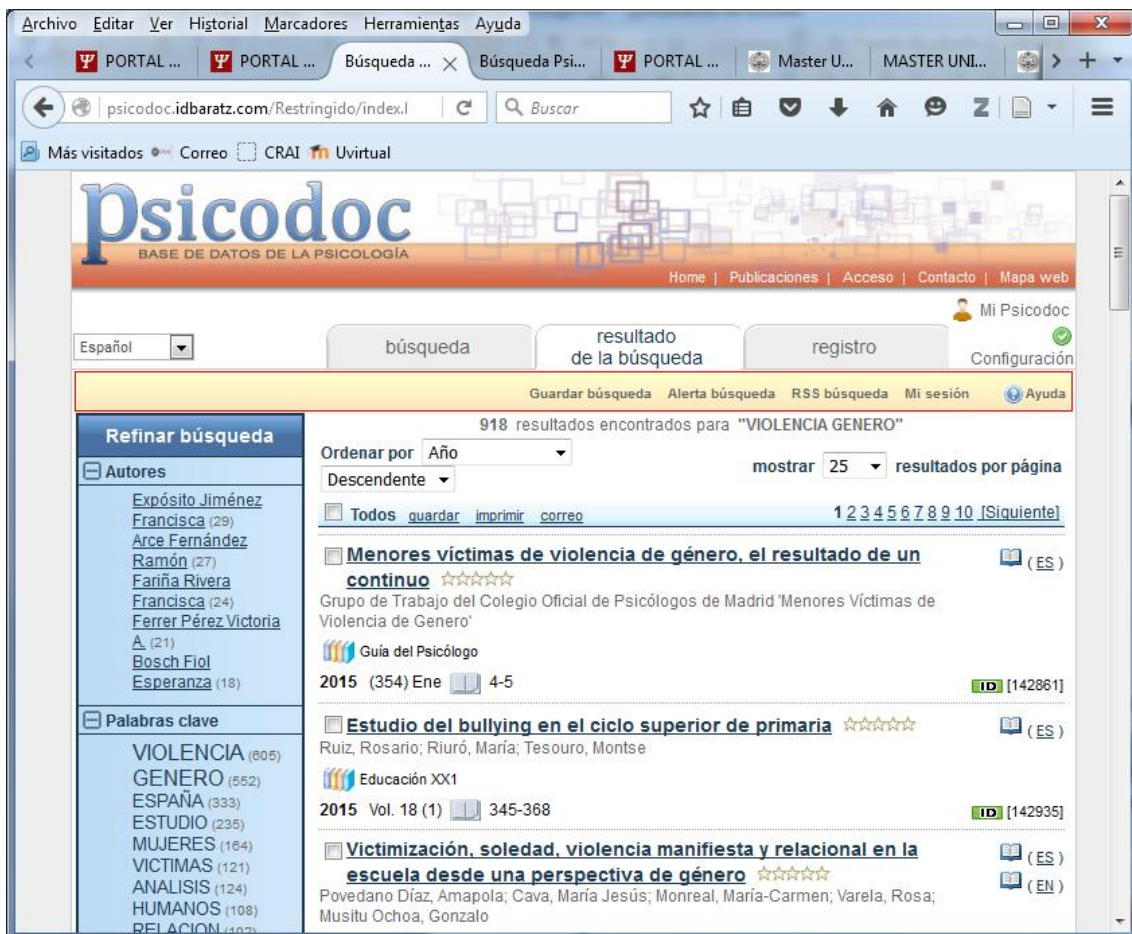 Archivo Editar Ver Historial Marcadores Herramientas Ayuda
PORTAL ... PORTAL ... Búsqueda ... Búsqueda Psi... PORTAL ... Master U... MASTER UNI...
psicodoc.idbaratz.com/Restringido/index.l Buscar
Más visitados Correo CRAI Uvirtual
psicodoc
BASE DE DATOS DE LA PSICOLOGÍA
Home | Publicaciones | Acceso | Contacto | Mapa web
Mi Psicodoc
Español búsqueda resultado de la búsqueda registro Configuración
Guardar búsqueda Alerta búsqueda RSS búsqueda Mi sesión Ayuda
Refinar búsqueda
Autores
Expósito Jiménez
Francisca (29)
Arce Fernández
Ramón (27)
Fariña Rivera
Francisca (24)
Ferrer Pérez Victoria
A. (21)
Bosch Fiol
Esperanza (18)
Palabras clave
VIOLENCIA (605)
GENERO (552)
ESPAÑA (333)
ESTUDIO (235)
MUJERES (164)
VICTIMAS (121)
ANALISIS (124)
HUMANOS (108)
RELACION (102)
918 resultados encontrados para "VIOLENCIA GENERO"
Ordenar por Año
Descendente
mostrar 25 resultados por página
Todos guardar imprimir correo 1 2 3 4 5 6 7 8 9 10 [Siguiente]
Menores víctimas de violencia de género, el resultado de un
continuo (ES)
Grupo de Trabajo del Colegio Oficial de Psicólogos de Madrid 'Menores Víctimas de
Violencia de Genero'
Guía del Psicólogo
2015 (354) Ene 4-5 ID [142861]
Estudio del bullying en el ciclo superior de primaria (ES)
Ruiz, Rosario; Riuró, María; Tesouro, Montse
Educación XX1
2015 Vol. 18 (1) 345-368 ID [142935]
Victimización, soledad, violencia manifiesta y relacional en la (ES)
escuela desde una perspectiva de género (EN)
Povedano Díaz, Amapola; Cava, María Jesús; Monreal, María-Carmen; Varela, Rosa;
Musitu Ochoa, Gonzalo